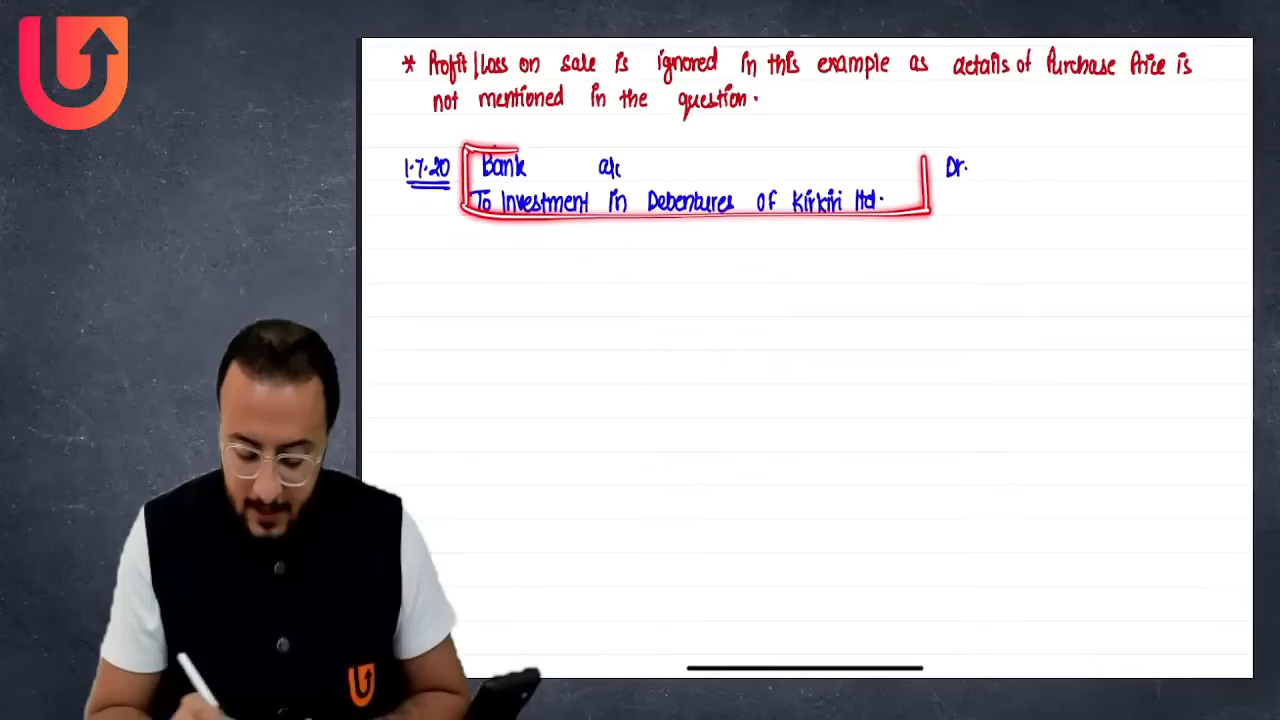 * Profit/Loss on sale is ignored in this example as details of Purchase Price is
not mentioned in the question.
1.7.20 Bank a/c Dr.
To Investment in Debentures of Kirkiri Ltd.